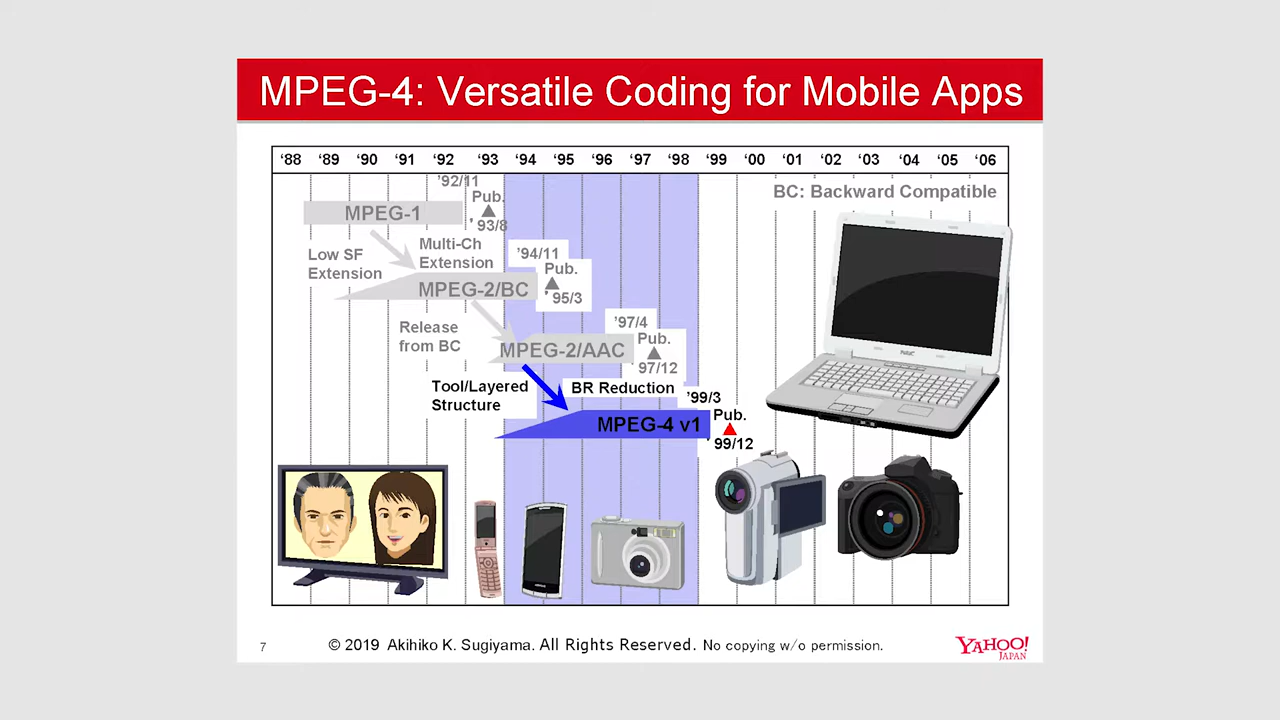 MPEG-4: Versatile Coding for Mobile Apps
‘88 ‘89 ‘90 ‘91 ‘92 ‘93 ‘94 ‘95 ‘96 ‘97 ‘98 ‘99 ‘00 ‘01 ‘02 ‘03 ‘04 ‘05 ‘06
’92/11
BC: Backward Compatible
Pub.
MPEG-1
’93/8
Low SF
Extension
Multi-Ch
Extension
’94/11
Pub.
MPEG-2/BC
’95/3
Release
from BC
’97/4
Pub.
MPEG-2/AAC
97/12
Tool/Layered
Structure
BR Reduction
’99/3
Pub.
MPEG-4 v1
99/12
NEC
7
© 2019 Akihiko K. Sugiyama. All Rights Reserved. No copying w/o permission.
YAHOO!
JAPAN